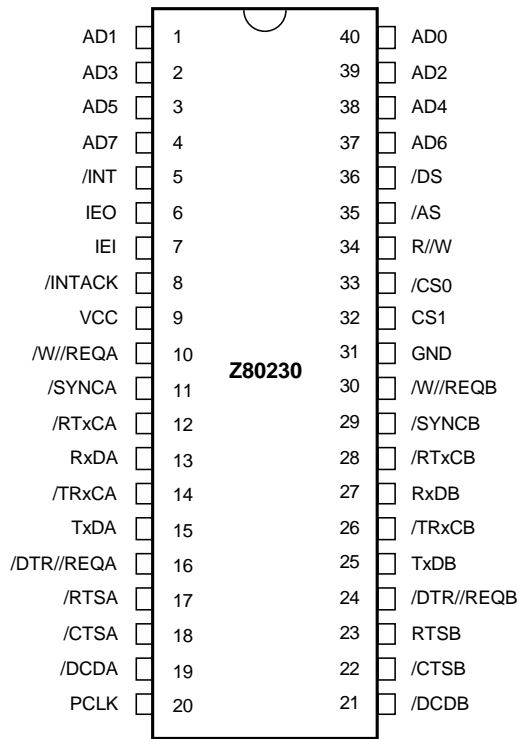 AD1 1 40 AD0
AD3 2 39 AD2
AD5 3 38 AD4
AD7 4 37 AD6
/INT 5 36 /DS
IEO 6 35 /AS
IEI 7 34 R//W
/INTACK 8 33 /CS0
VCC 9 32 CS1
/W//REQA 10 31 GND
Z80230
/SYNCA 11 30 /W//REQB
/RTxCA 12 29 /SYNCB
RxDA 13 28 /RTxCB
/TRxCA 14 27 RxDB
TxDA 15 26 /TRxCB
/DTR//REQA 16 25 TxDB
/RTSA 17 24 /DTR//REQB
/CTSA 18 23 RTSB
/DCDA 19 22 /CTSB
PCLK 20 21 /DCDB